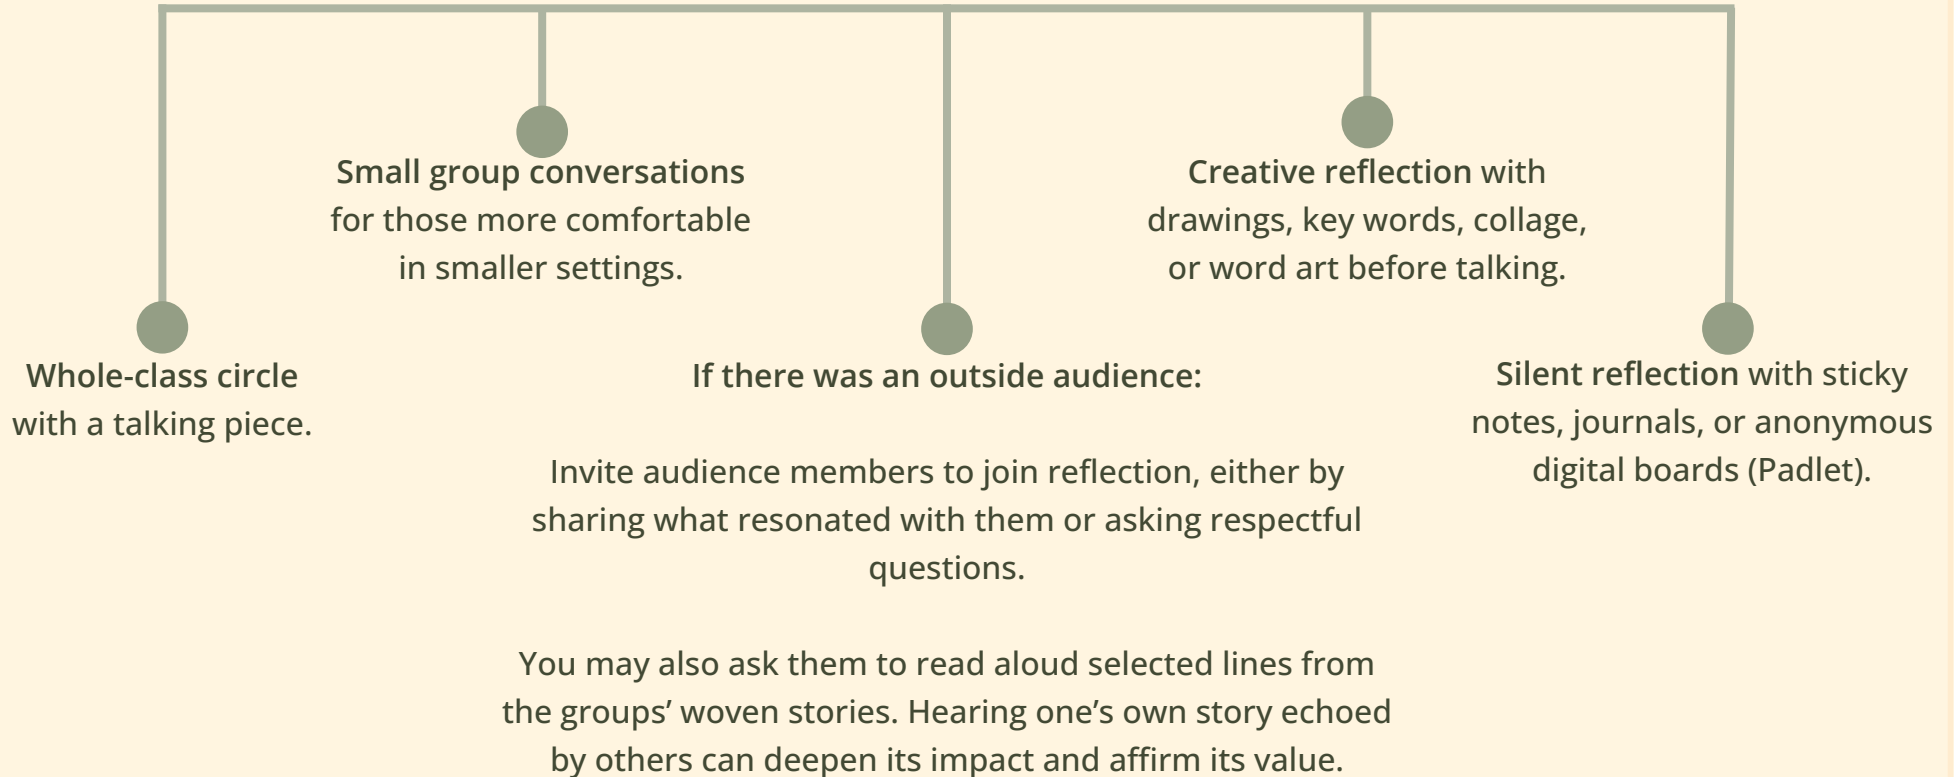 Small group conversations
for those more comfortable
in smaller settings.
Creative reflection with
drawings, key words, collage,
or word art before talking.
Whole-class circle
with a talking piece.
If there was an outside audience:
Invite audience members to join reflection, either by
sharing what resonated with them or asking respectful
questions.
You may also ask them to read aloud selected lines from
the groups’ woven stories. Hearing one’s own story echoed
by others can deepen its impact and affirm its value.
Silent reflection with sticky
notes, journals, or anonymous
digital boards (Padlet).